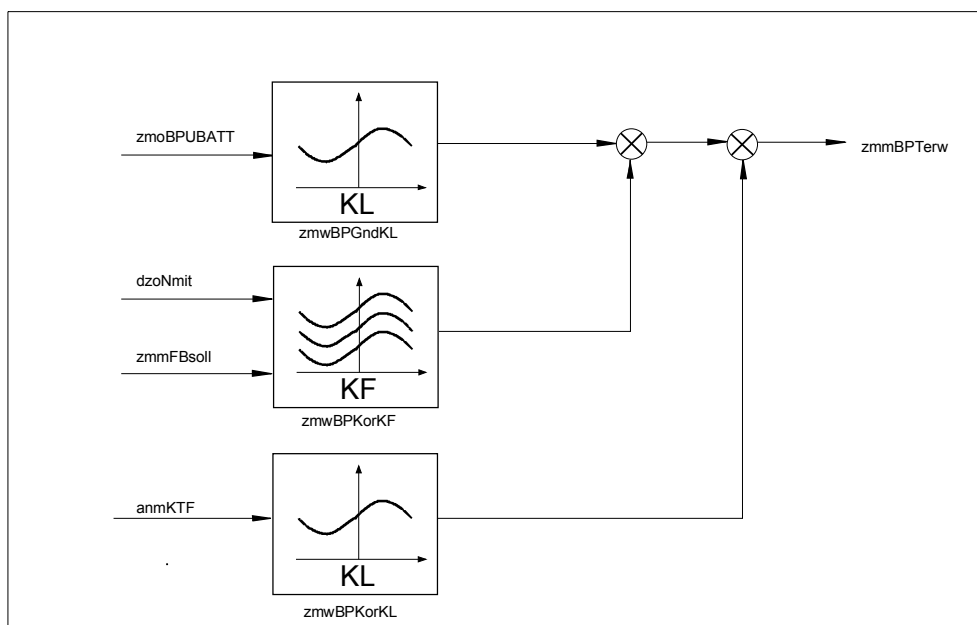 zmoBPUBATT
KL
zmwBPGndKL
zmmBPTerw
dzoNmit
zmmFBsoll
KF
zmwBPKorKF
anmKTF
.
KL
zmwBPKorKL